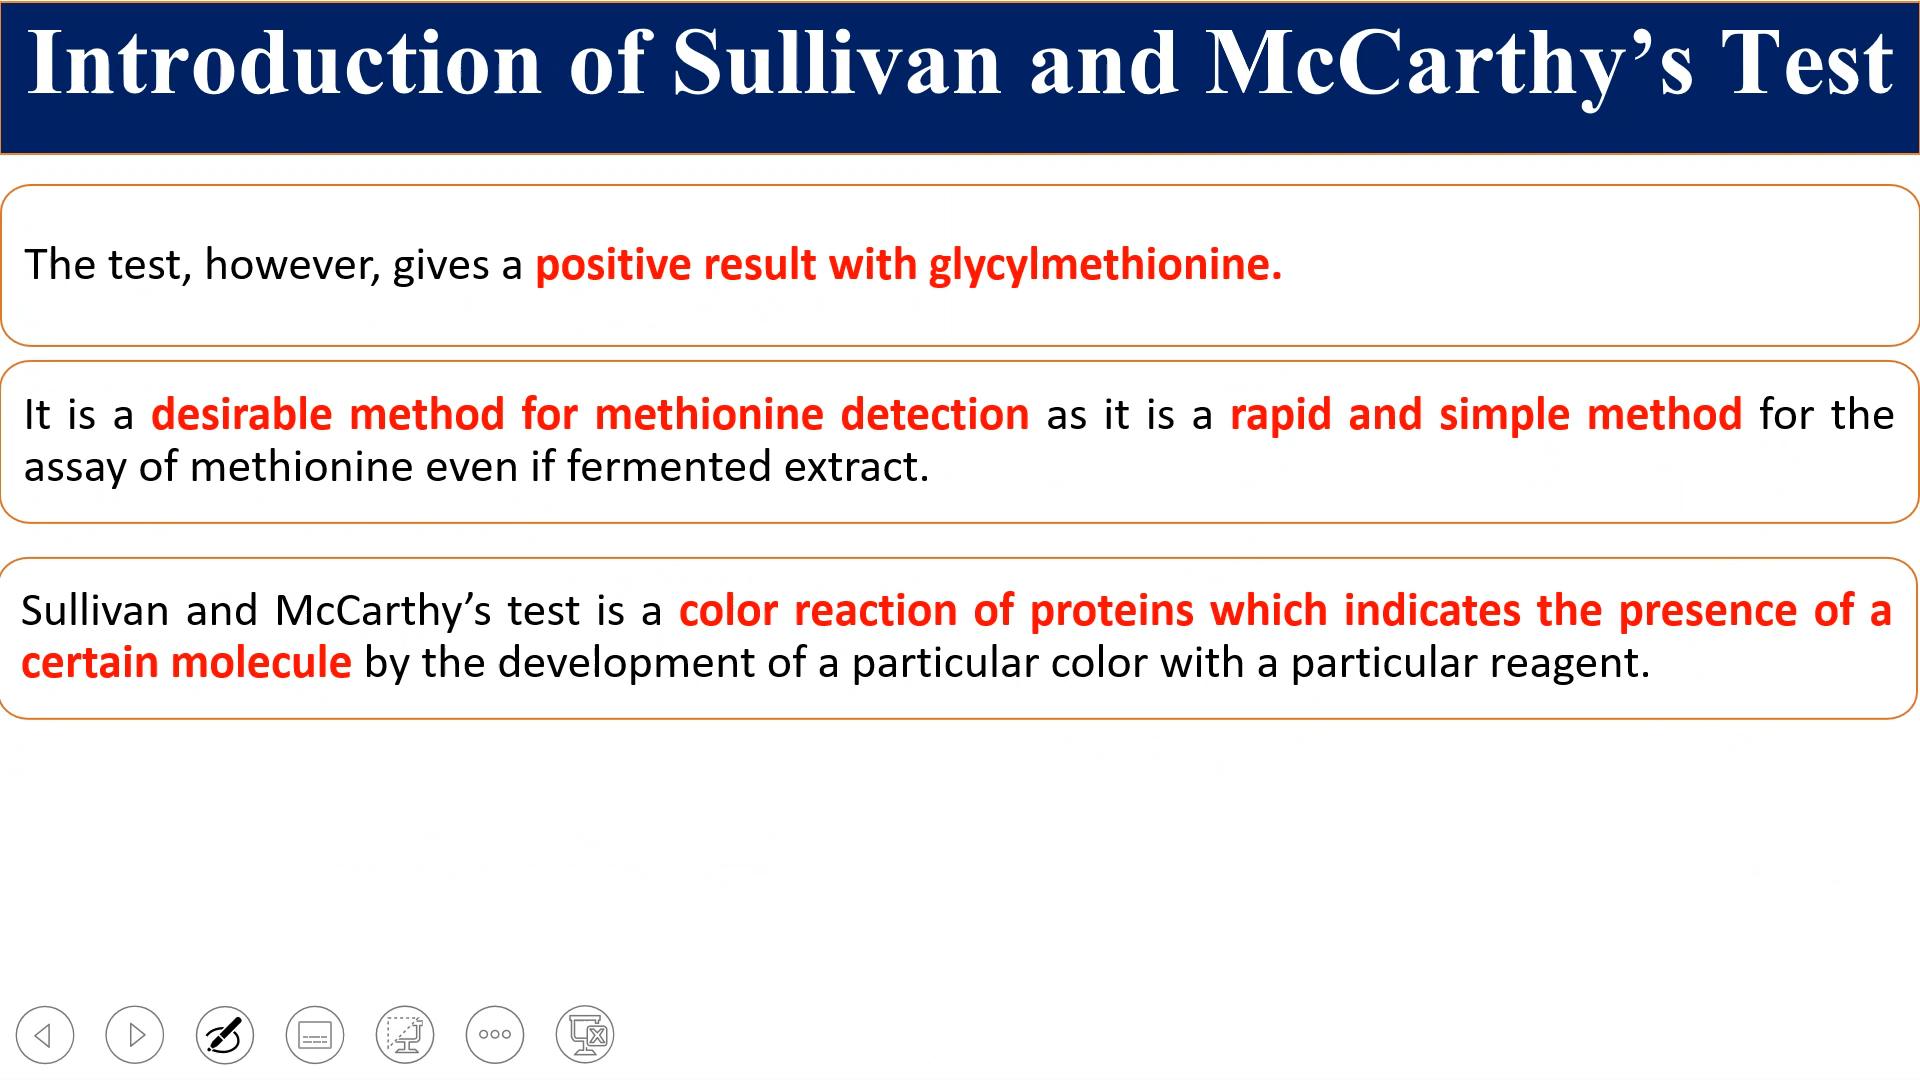 Introduction of Sullivan and McCarthy’s Test
The test, however, gives a positive result with glycylmethionine.
It is a desirable method for methionine detection as it is a rapid and simple method for the
assay of methionine even if fermented extract.
Sullivan and McCarthy’s test is a color reaction of proteins which indicates the presence of a
certain molecule by the development of a particular color with a particular reagent.